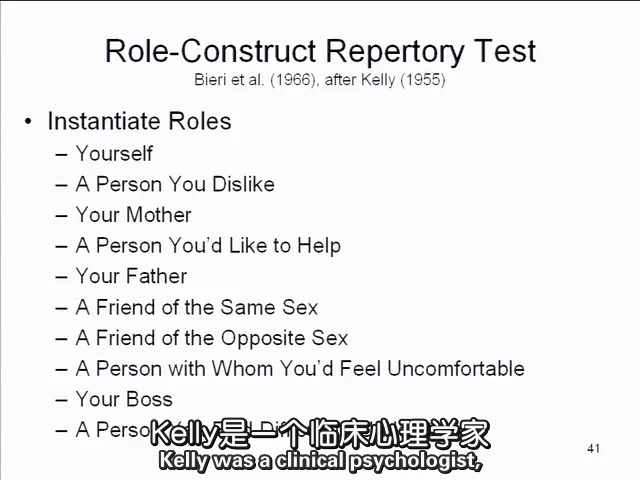 Role-Construct Repertory Test
Bieri et al. (1966), after Kelly (1955)
• Instantiate Roles
– Yourself
– A Person You Dislike
– Your Mother
– A Person You'd Like to Help
– Your Father
– A Friend of the Same Sex
– A Friend of the Opposite Sex
– A Person with Whom You'd Feel Uncomfortable
– Your Boss
– A Person
Kelly是一个临床心理学家
Kelly was a clinical psychologist,
41